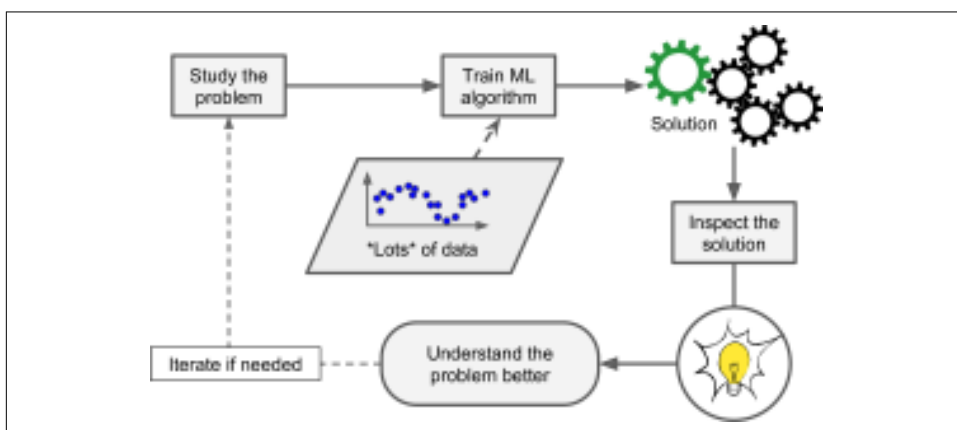 Study the
problem
Train ML
algorithm
Solution
*Lots* of data
Inspect the
solution
Understand the
problem better
Iterate if needed